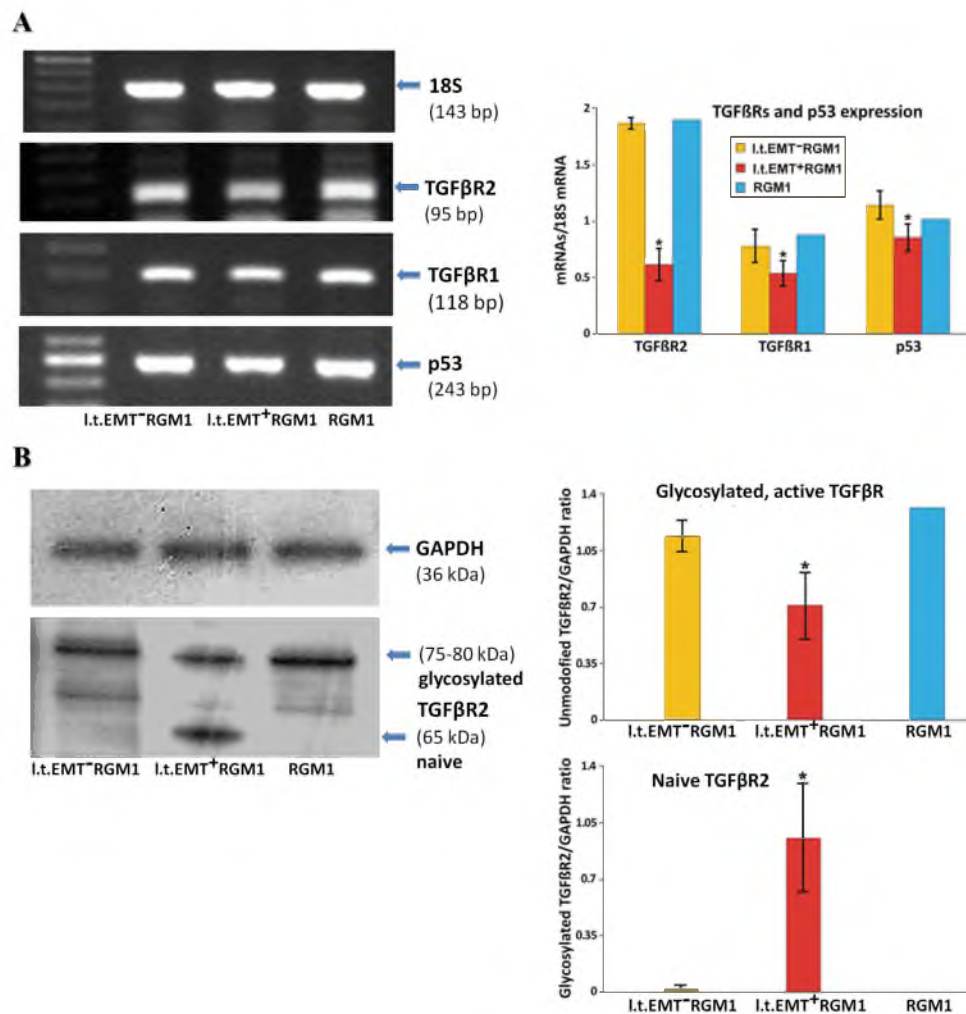 A
18S
(143 bp)
TGFβR2
(95 bp)
TGFβR1
(118 bp)
p53
(243 bp)
l.t.EMT⁻RGM1 l.t.EMT⁺RGM1 RGM1
TGFßRs and p53 expression
l.t.EMT⁻RGM1
l.t.EMT⁺RGM1
RGM1
mRNAs/18S mRNA
2
1.5
1
0.5
0
* * *
TGFßR2 TGFßR1 p53
B
GAPDH
(36 kDa)
(75-80 kDa)
glycosylated
TGFβR2
(65 kDa)
naive
l.t.EMT⁻RGM1 l.t.EMT⁺RGM1 RGM1
Glycosylated, active TGFβR
Unmodofied TGFßR2/GAPDH ratio
1.4
1.05
0.7
0.35
0
*
l.t.EMT⁻RGM1 l.t.EMT⁺RGM1 RGM1
Naive TGFβR2
Glycosylated TGFßR2/GAPDH ratio
1.4
1.05
0.7
0.35
0
*
l.t.EMT⁻RGM1 l.t.EMT⁺RGM1 RGM1